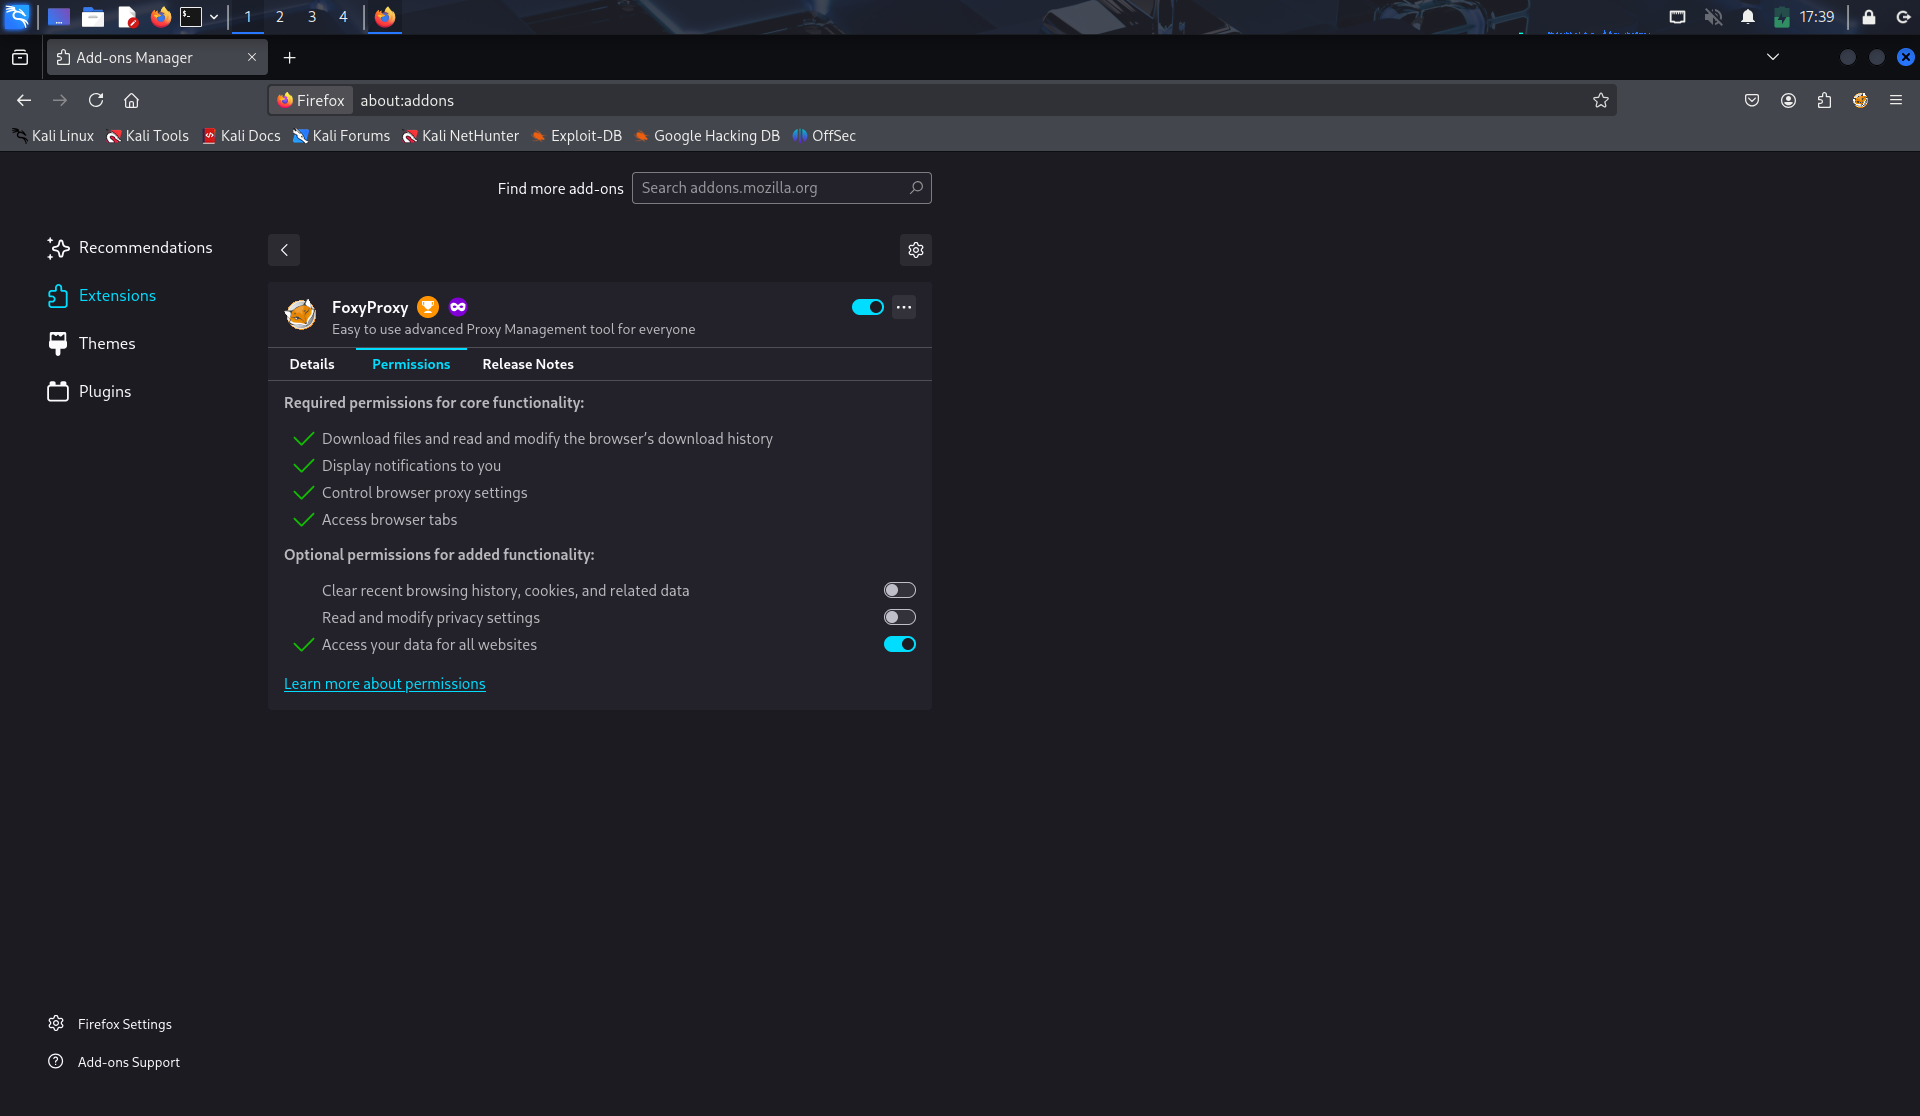 1 2 3 4 17:39
Add-ons Manager
Firefox about:addons
Kali Linux Kali Tools Kali Docs Kali Forums Kali NetHunter Exploit-DB Google Hacking DB OffSec
Find more add-ons Search addons.mozilla.org
Recommendations
Extensions
Themes
Plugins
FoxyProxy
Easy to use advanced Proxy Management tool for everyone
Details Permissions Release Notes
Required permissions for core functionality:
Download files and read and modify the browser’s download history
Display notifications to you
Control browser proxy settings
Access browser tabs
Optional permissions for added functionality:
Clear recent browsing history, cookies, and related data
Read and modify privacy settings
Access your data for all websites
Learn more about permissions
Firefox Settings
Add-ons Support